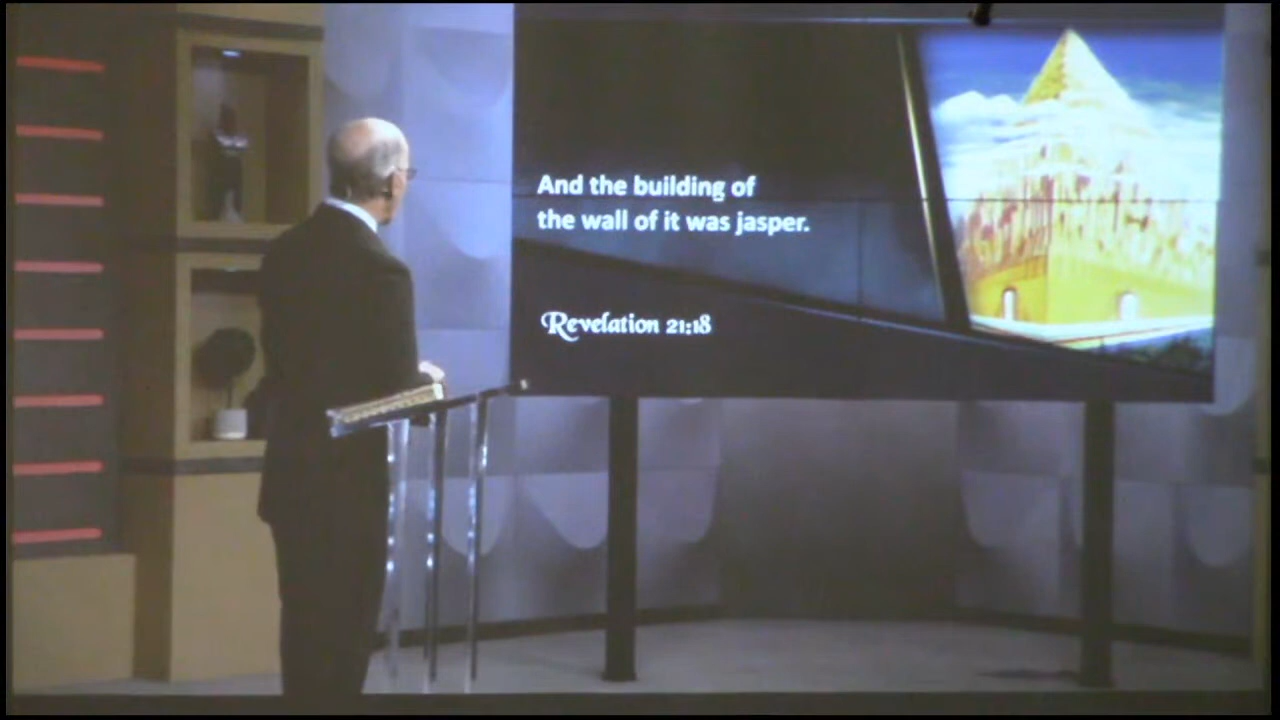 And the building of
the wall of it was jasper.
Revelation 21:18